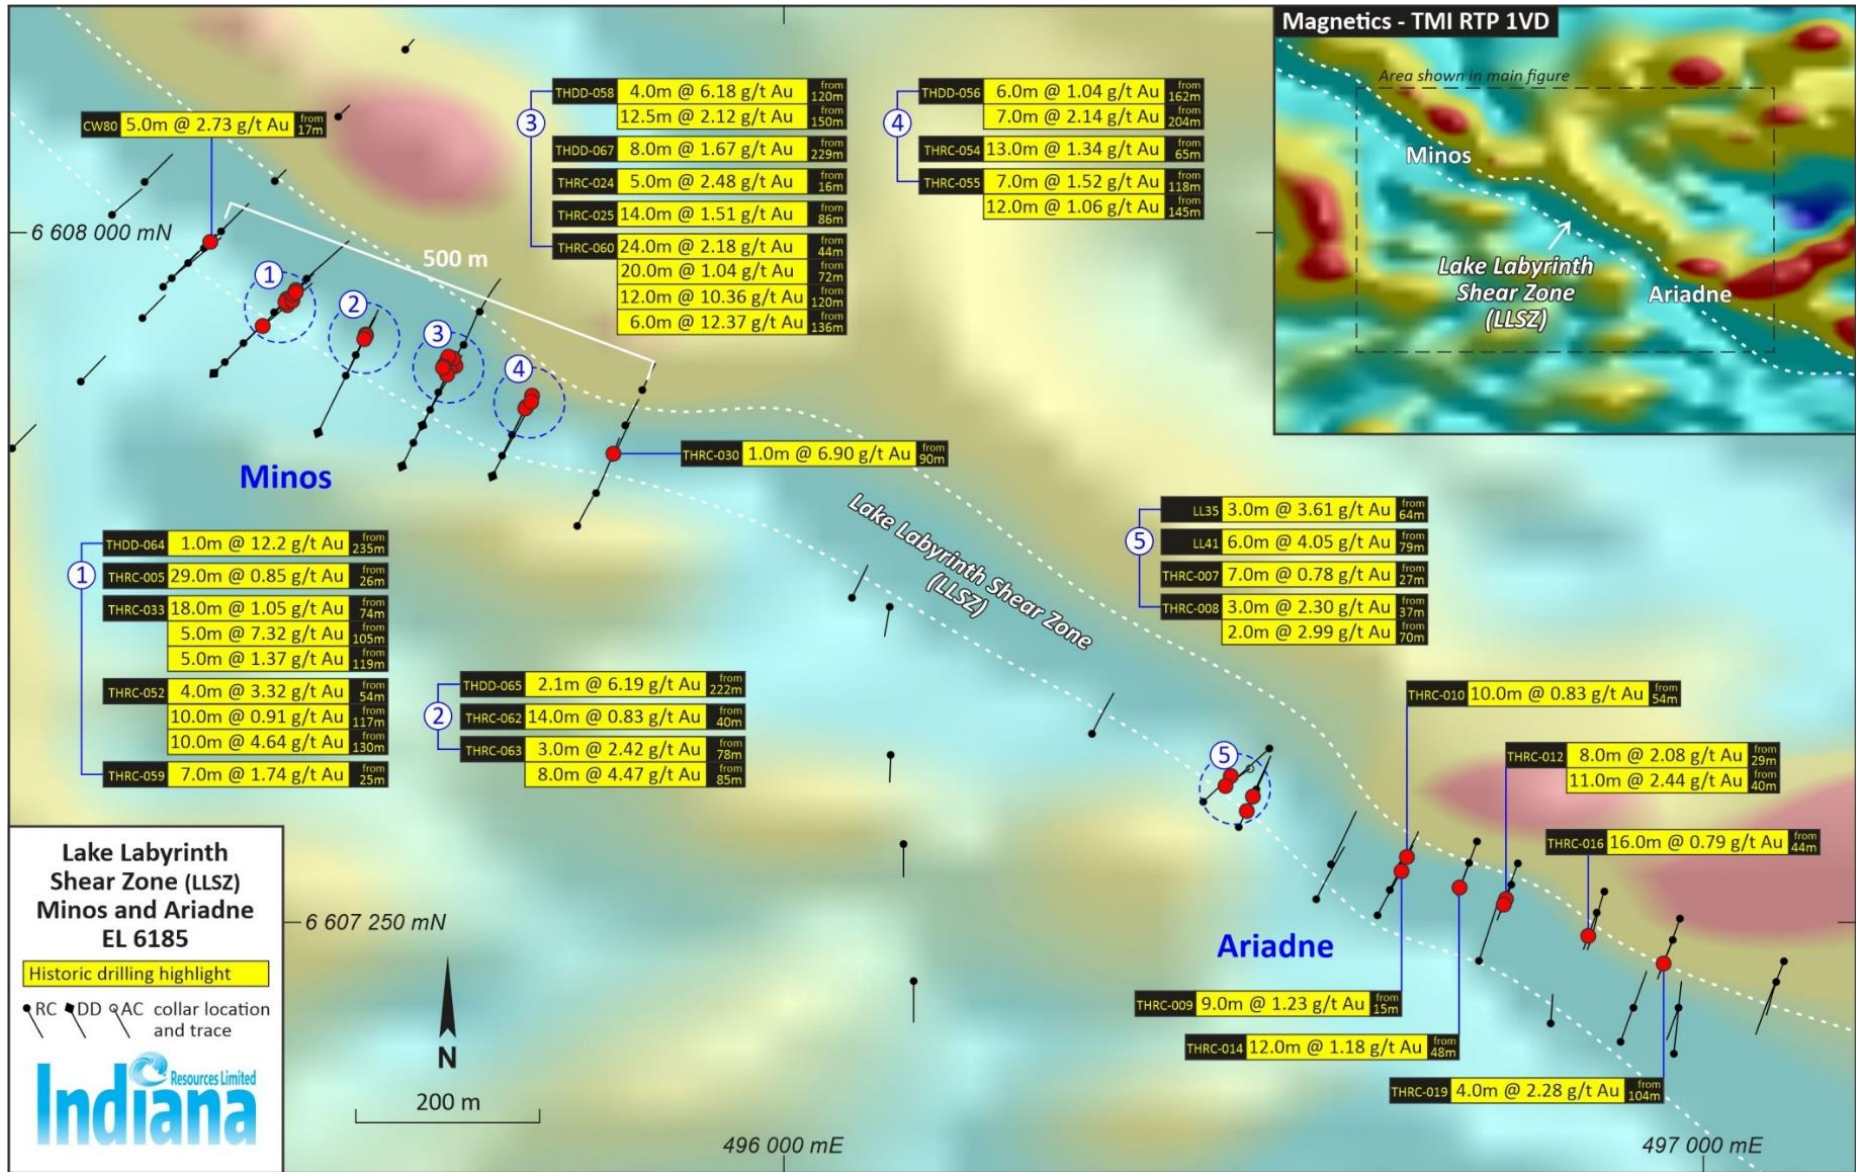 Magnetics - TMI RTP 1VD
Area shown in main figure
Minos
Lake Labyrinth
Shear Zone
(LLSZ)
Ariadne
CW80 5.0m @ 2.73 g/t Au from 17m
6 608 000 mN
500 m
1
2
3
4
3
THDD-058 4.0m @ 6.18 g/t Au from 120m
12.5m @ 2.12 g/t Au from 150m
THDD-067 8.0m @ 1.67 g/t Au from 229m
THRC-024 5.0m @ 2.48 g/t Au from 16m
THRC-025 14.0m @ 1.51 g/t Au from 86m
THRC-060 24.0m @ 2.18 g/t Au from 44m
20.0m @ 1.04 g/t Au from 72m
12.0m @ 10.36 g/t Au from 120m
6.0m @ 12.37 g/t Au from 136m
4
THDD-056 6.0m @ 1.04 g/t Au from 162m
7.0m @ 2.14 g/t Au from 204m
THRC-054 13.0m @ 1.34 g/t Au from 65m
THRC-055 7.0m @ 1.52 g/t Au from 118m
12.0m @ 1.06 g/t Au from 145m
THRC-030 1.0m @ 6.90 g/t Au from 90m
Minos
Lake Labyrinth Shear Zone
(LLSZ)
1
THDD-064 1.0m @ 12.2 g/t Au from 235m
THRC-005 29.0m @ 0.85 g/t Au from 26m
THRC-033 18.0m @ 1.05 g/t Au from 74m
5.0m @ 7.32 g/t Au from 105m
5.0m @ 1.37 g/t Au from 119m
THRC-052 4.0m @ 3.32 g/t Au from 54m
10.0m @ 0.91 g/t Au from 117m
10.0m @ 4.64 g/t Au from 130m
THRC-059 7.0m @ 1.74 g/t Au from 25m
2
THDD-065 2.1m @ 6.19 g/t Au from 222m
THRC-062 14.0m @ 0.83 g/t Au from 40m
THRC-063 3.0m @ 2.42 g/t Au from 78m
8.0m @ 4.47 g/t Au from 85m
5
LL35 3.0m @ 3.61 g/t Au from 64m
LL41 6.0m @ 4.05 g/t Au from 79m
THRC-007 7.0m @ 0.78 g/t Au from 27m
THRC-008 3.0m @ 2.30 g/t Au from 37m
2.0m @ 2.99 g/t Au from 70m
5
THRC-010 10.0m @ 0.83 g/t Au from 54m
THRC-012 8.0m @ 2.08 g/t Au from 29m
11.0m @ 2.44 g/t Au from 40m
THRC-016 16.0m @ 0.79 g/t Au from 44m
Ariadne
THRC-009 9.0m @ 1.23 g/t Au from 15m
THRC-014 12.0m @ 1.18 g/t Au from 48m
THRC-019 4.0m @ 2.28 g/t Au from 104m
Lake Labyrinth
Shear Zone (LLSZ)
Minos and Ariadne
EL 6185
Historic drilling highlight
RC DD AC collar location
and trace
Resources Limited
Indiana
6 607 250 mN
N
200 m
496 000 mE
497 000 mE